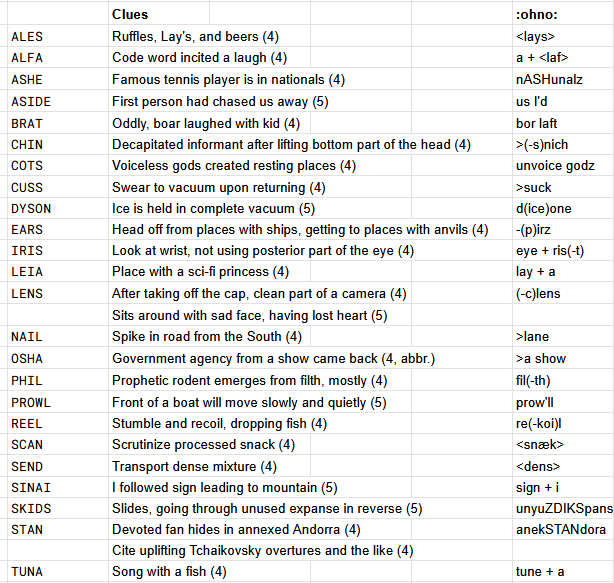 Clues :ohno:
ALES Ruffles, Lay's, and beers (4) <lays>
ALFA Code word incited a laugh (4) a + <laf>
ASHE Famous tennis player is in nationals (4) nASHunalz
ASIDE First person had chased us away (5) us I'd
BRAT Oddly, boar laughed with kid (4) bor laft
CHIN Decapitated informant after lifting bottom part of the head (4) >(-s)nich
COTS Voiceless gods created resting places (4) unvoice godz
CUSS Swear to vacuum upon returning (4) >suck
DYSON Ice is held in complete vacuum (5) d(ice)one
EARS Head off from places with ships, getting to places with anvils (4) -(p)irz
IRIS Look at wrist, not using posterior part of the eye (4) eye + ris(-t)
LEIA Place with a sci-fi princess (4) lay + a
LENS After taking off the cap, clean part of a camera (4) (-c)lens
Sits around with sad face, having lost heart (5)
NAIL Spike in road from the South (4) >lane
OSHA Government agency from a show came back (4, abbr.) >a show
PHIL Prophetic rodent emerges from filth, mostly (4) fil(-th)
PROWL Front of a boat will move slowly and quietly (5) prow'll
REEL Stumble and recoil, dropping fish (4) re(-koi)l
SCAN Scrutinize processed snack (4) <snæk>
SEND Transport dense mixture (4) <dens>
SINAI I followed sign leading to mountain (5) sign + i
SKIDS Slides, going through unused expanse in reverse (5) unyuZDIKSpans
STAN Devoted fan hides in annexed Andorra (4) anekSTANdora
Cite uplifting Tchaikovsky overtures and the like (4)
TUNA Song with a fish (4) tune + a